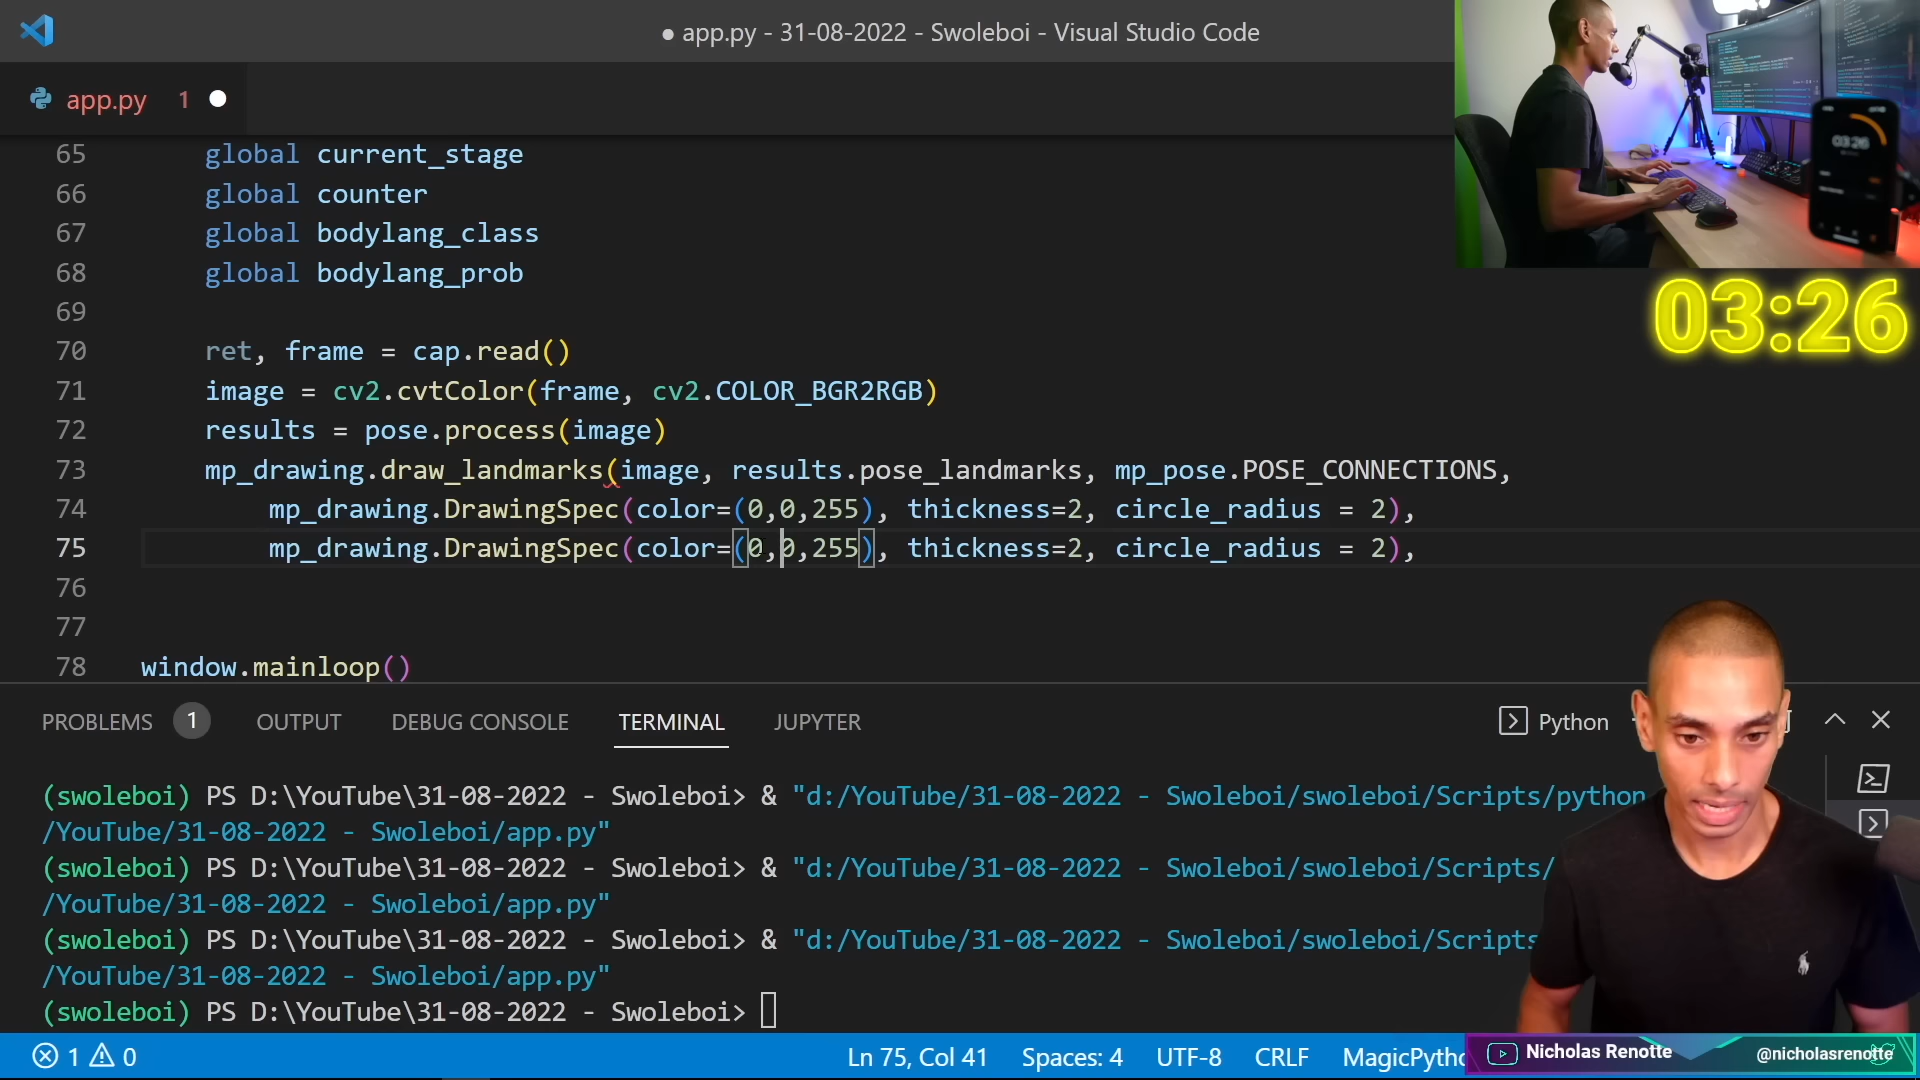 ● app.py - 31-08-2022 - Swoleboi - Visual Studio Code
app.py 1
65 global current_stage
66 global counter
67 global bodylang_class
68 global bodylang_prob
69
70 ret, frame = cap.read()
71 image = cv2.cvtColor(frame, cv2.COLOR_BGR2RGB)
72 results = pose.process(image)
73 mp_drawing.draw_landmarks(image, results.pose_landmarks, mp_pose.POSE_CONNECTIONS,
74 mp_drawing.DrawingSpec(color=(0,0,255), thickness=2, circle_radius = 2),
75 mp_drawing.DrawingSpec(color=(0,0,255), thickness=2, circle_radius = 2),
76
77
78 window.mainloop()
03:26
03:26
PROBLEMS 1 OUTPUT DEBUG CONSOLE TERMINAL JUPYTER Python
(swoleboi) PS D:\YouTube\31-08-2022 - Swoleboi> & "d:/YouTube/31-08-2022 - Swoleboi/swoleboi/Scripts/python
/YouTube/31-08-2022 - Swoleboi/app.py"
(swoleboi) PS D:\YouTube\31-08-2022 - Swoleboi> & "d:/YouTube/31-08-2022 - Swoleboi/swoleboi/Scripts/
/YouTube/31-08-2022 - Swoleboi/app.py"
(swoleboi) PS D:\YouTube\31-08-2022 - Swoleboi> & "d:/YouTube/31-08-2022 - Swoleboi/swoleboi/Scripts
/YouTube/31-08-2022 - Swoleboi/app.py"
(swoleboi) PS D:\YouTube\31-08-2022 - Swoleboi>
1 0 Ln 75, Col 41 Spaces: 4 UTF-8 CRLF MagicPytho
Nicholas Renotte @nicholasrenotte